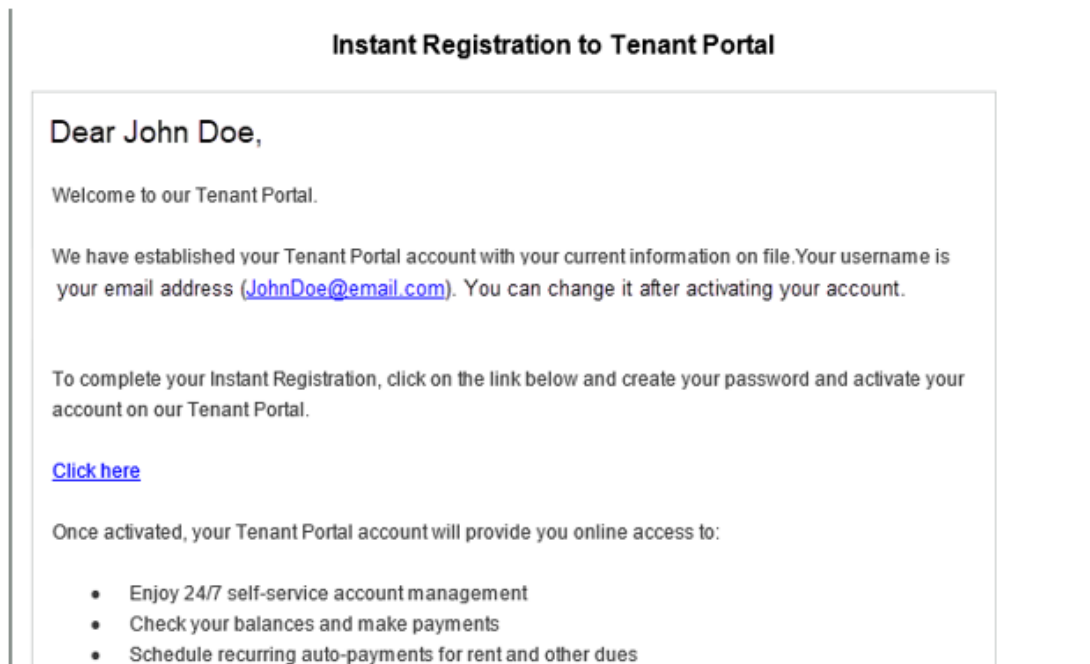 Instant Registration to Tenant Portal
Dear John Doe,
Welcome to our Tenant Portal.
We have established your Tenant Portal account with your current information on file.Your username is
your email address (JohnDoe@email.com). You can change it after activating your account.
To complete your Instant Registration, click on the link below and create your password and activate your
account on our Tenant Portal.
Click here
Once activated, your Tenant Portal account will provide you online access to:
• Enjoy 24/7 self-service account management
• Check your balances and make payments
• Schedule recurring auto-payments for rent and other dues